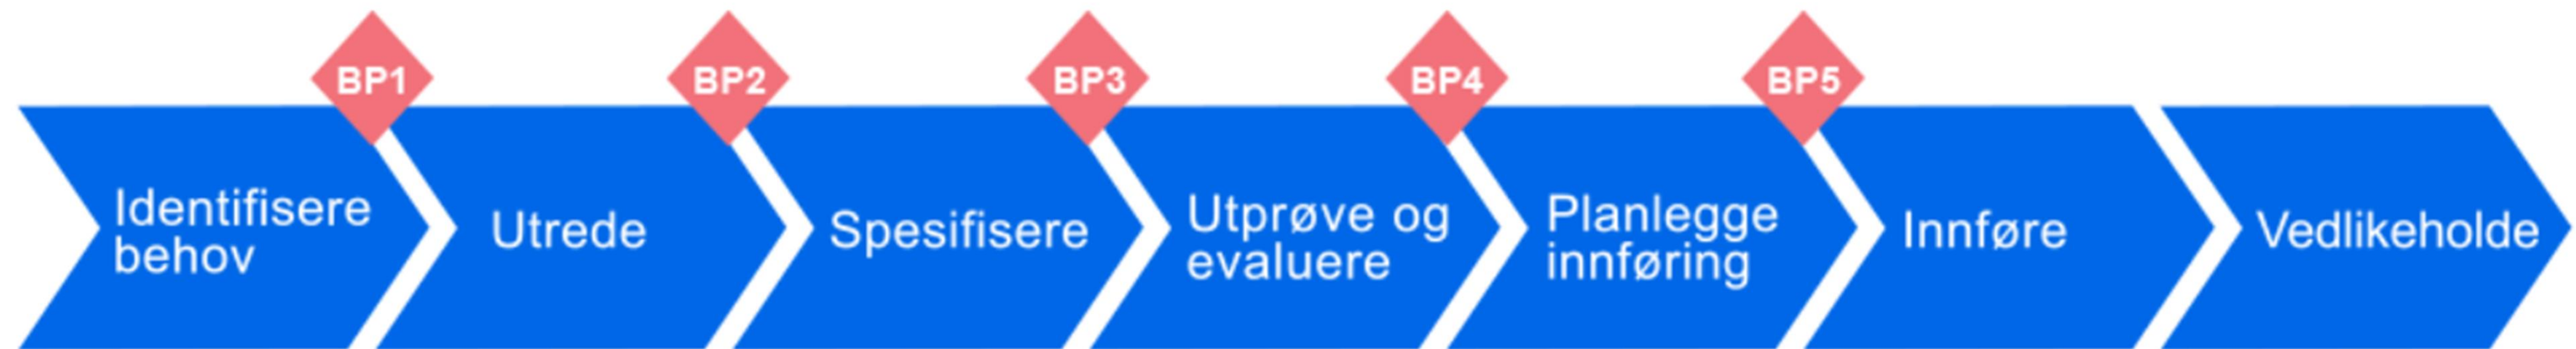 BP1
BP2
BP3
BP4
BP5
Identifisere
behov
Utrede
Spesifisere
Utprøve og
evaluere
Planlegge
innføring
Innføre
Vedlikeholde